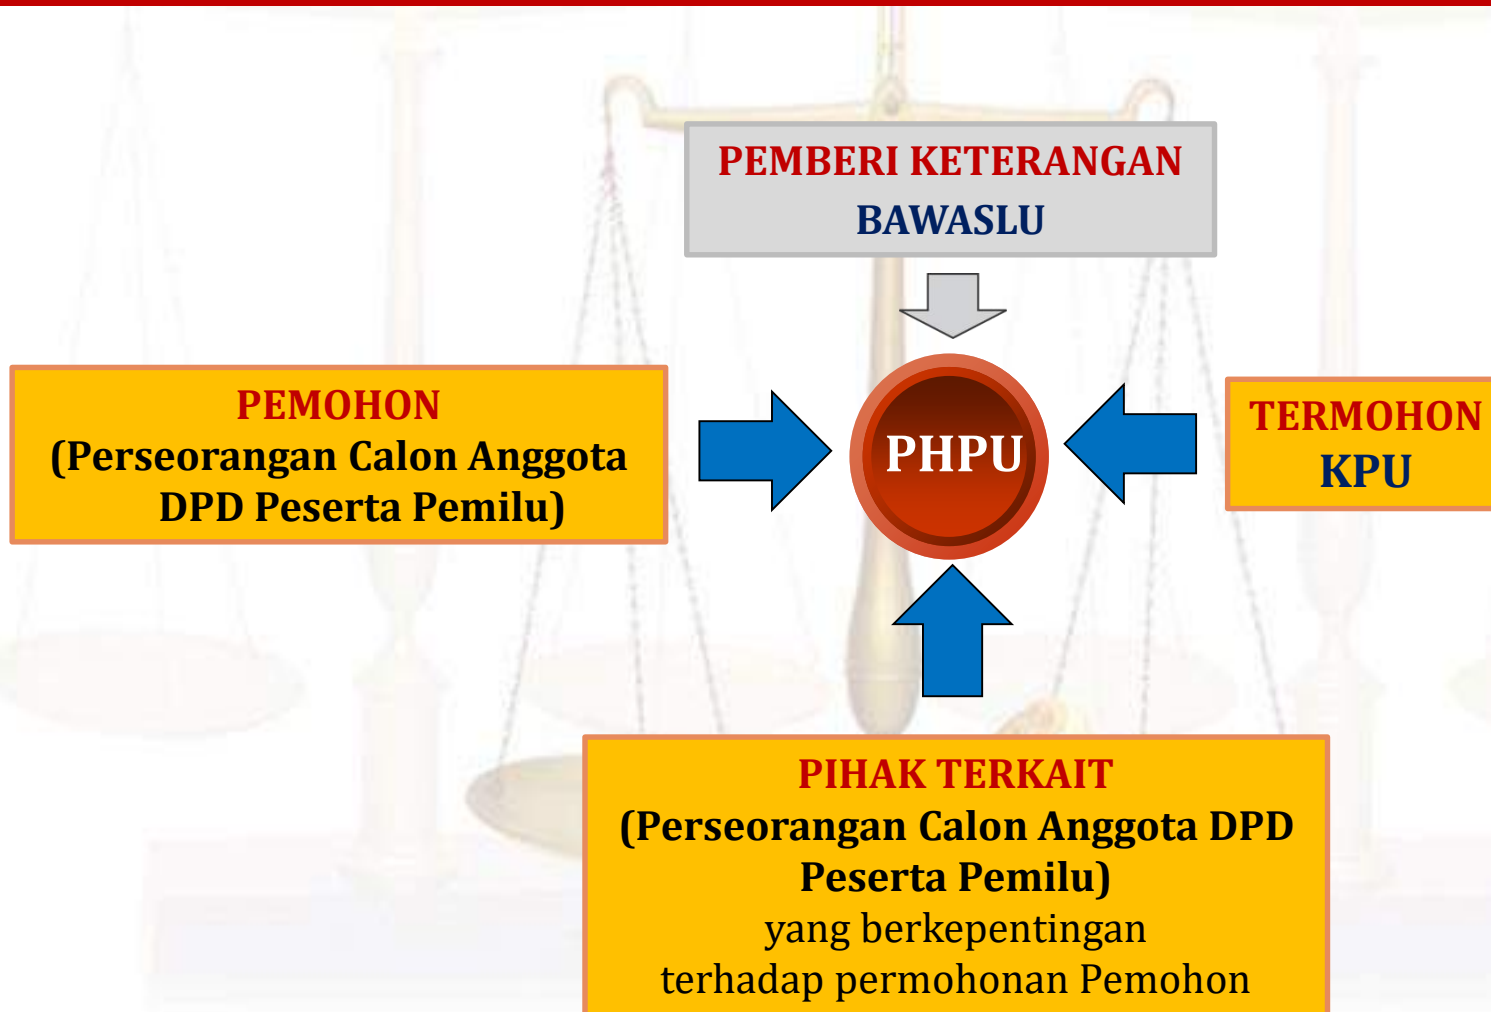 PEMBERI KETERANGAN
BAWASLU
PEMOHON
(Perseorangan Calon Anggota
DPD Peserta Pemilu)
PHPU
TERMOHON
KPU
PIHAK TERKAIT
(Perseorangan Calon Anggota DPD
Peserta Pemilu)
yang berkepentingan
terhadap permohonan Pemohon